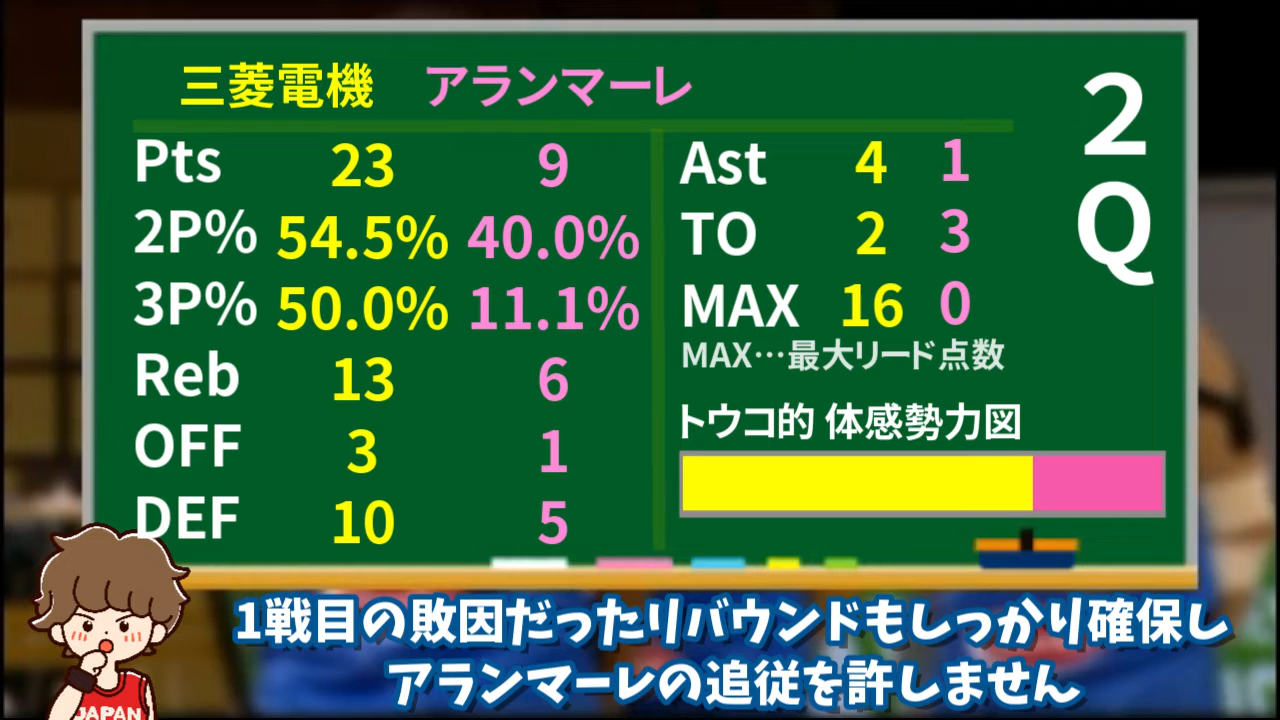 三菱電機 アランマーレ
2Q
Pts 23 9
2P% 54.5% 40.0%
3P% 50.0% 11.1%
Reb 13 6
OFF 3 1
DEF 10 5
Ast 4 1
TO 2 3
MAX 16 0
MAX…最大リード点数
トウコ的 体感勢力図
1戦目の敗因だったリバウンドもしっかり確保し
アランマーレの追従を許しません
JAPAN